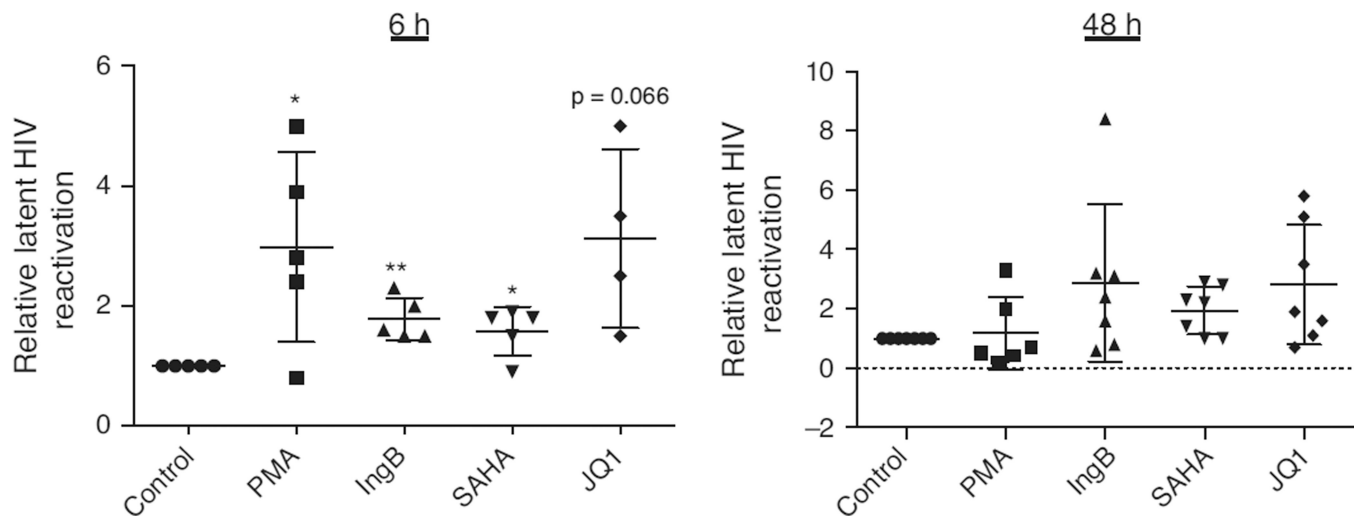 6 h
Relative latent HIV
reactivation
6
4
2
0
*
**
*
p = 0.066
Control
PMA
IngB
SAHA
JQ1
48 h
Relative latent HIV
reactivation
10
8
6
4
2
0
–2
Control
PMA
IngB
SAHA
JQ1